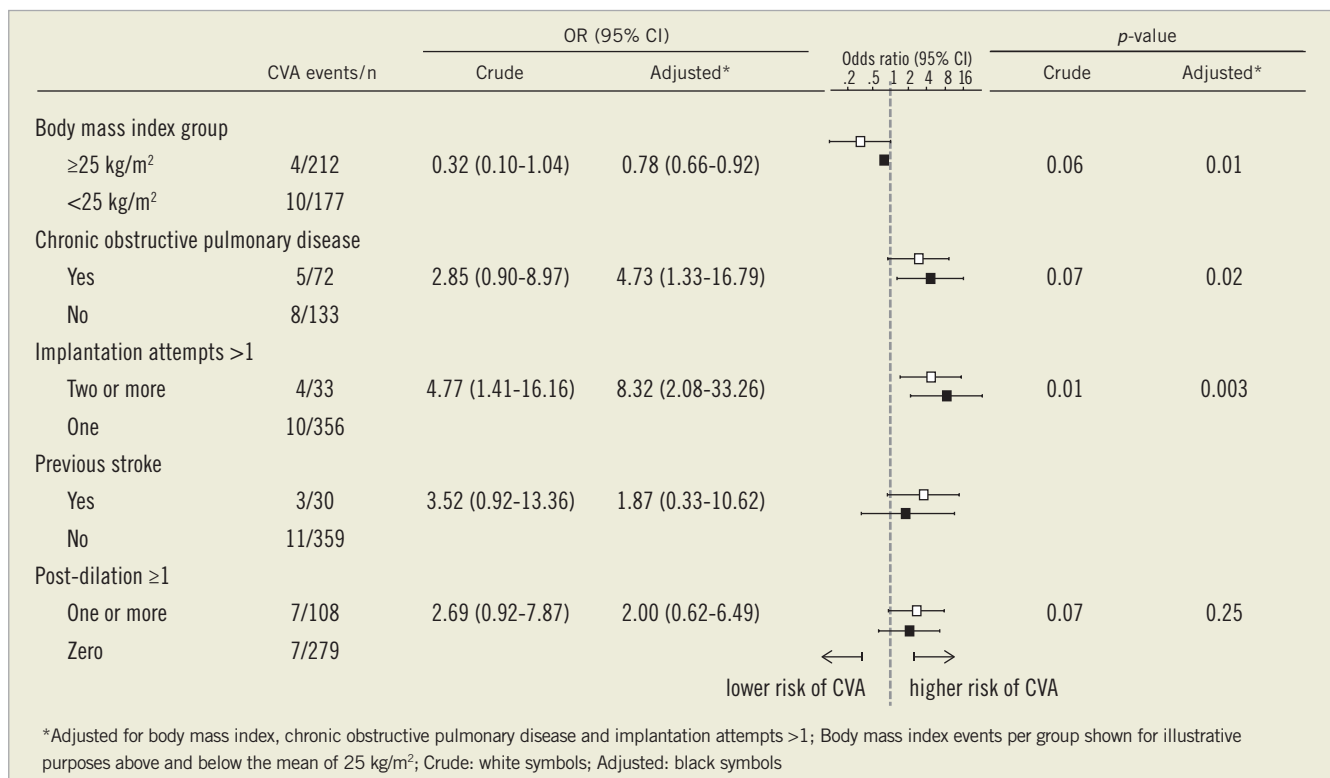 OR (95% CI) p-value
CVA events/n Crude Adjusted* Odds ratio (95% CI) Crude Adjusted*
.2 .5 1 2 4 8 16
Body mass index group
≥25 kg/m² 4/212 0.32 (0.10-1.04) 0.78 (0.66-0.92) 0.06 0.01
<25 kg/m² 10/177
Chronic obstructive pulmonary disease
Yes 5/72 2.85 (0.90-8.97) 4.73 (1.33-16.79) 0.07 0.02
No 8/133
Implantation attempts >1
Two or more 4/33 4.77 (1.41-16.16) 8.32 (2.08-33.26) 0.01 0.003
One 10/356
Previous stroke
Yes 3/30 3.52 (0.92-13.36) 1.87 (0.33-10.62)
No 11/359
Post-dilation ≥1
One or more 7/108 2.69 (0.92-7.87) 2.00 (0.62-6.49) 0.07 0.25
Zero 7/279
lower risk of CVA higher risk of CVA
*Adjusted for body mass index, chronic obstructive pulmonary disease and implantation attempts >1; Body mass index events per group shown for illustrative
purposes above and below the mean of 25 kg/m²; Crude: white symbols; Adjusted: black symbols